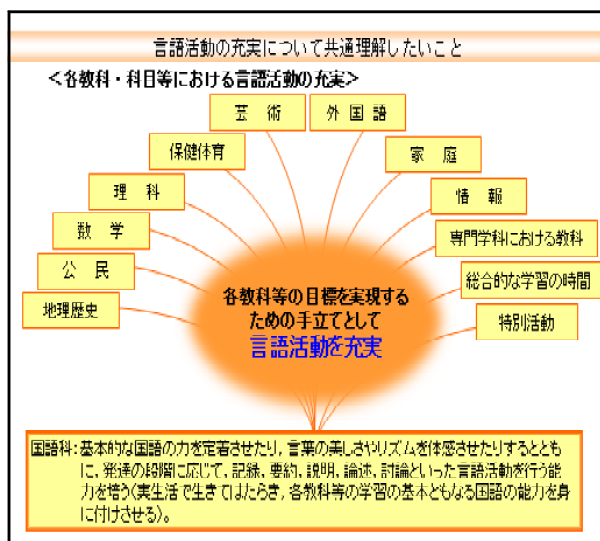 言語活動の充実について共通理解したいこと
＜各教科・科目等における言語活動の充実＞
芸　術
外 国 語
保健体育
家　庭
理　科
情　報
数　学
専門学科における教科
公　民
総合的な学習の時間
地理歴史
特別活動
各教科等の目標を実現する
ための手立てとして
言語活動を充実
国語科：基本的な国語の力を定着させたり，言葉の美しさやリズムを体感させたりするととも
に，発達の段階に応じて，記録，要約，説明，論述，討論といった言語活動を行う能
力を培う（実生活で生きてはたらき，各教科等の学習の基本ともなる国語の能力を身
に付けさせる）。